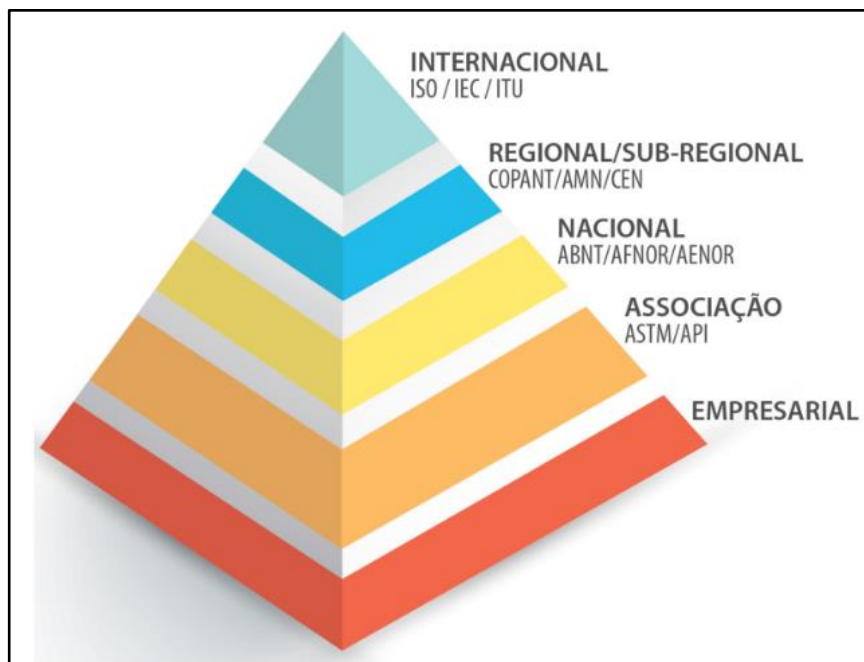 INTERNACIONAL
ISO / IEC / ITU
REGIONAL/SUB-REGIONAL
COPANT/AMN/CEN
NACIONAL
ABNT/AFNOR/AENOR
ASSOCIAÇÃO
ASTM/API
EMPRESARIAL